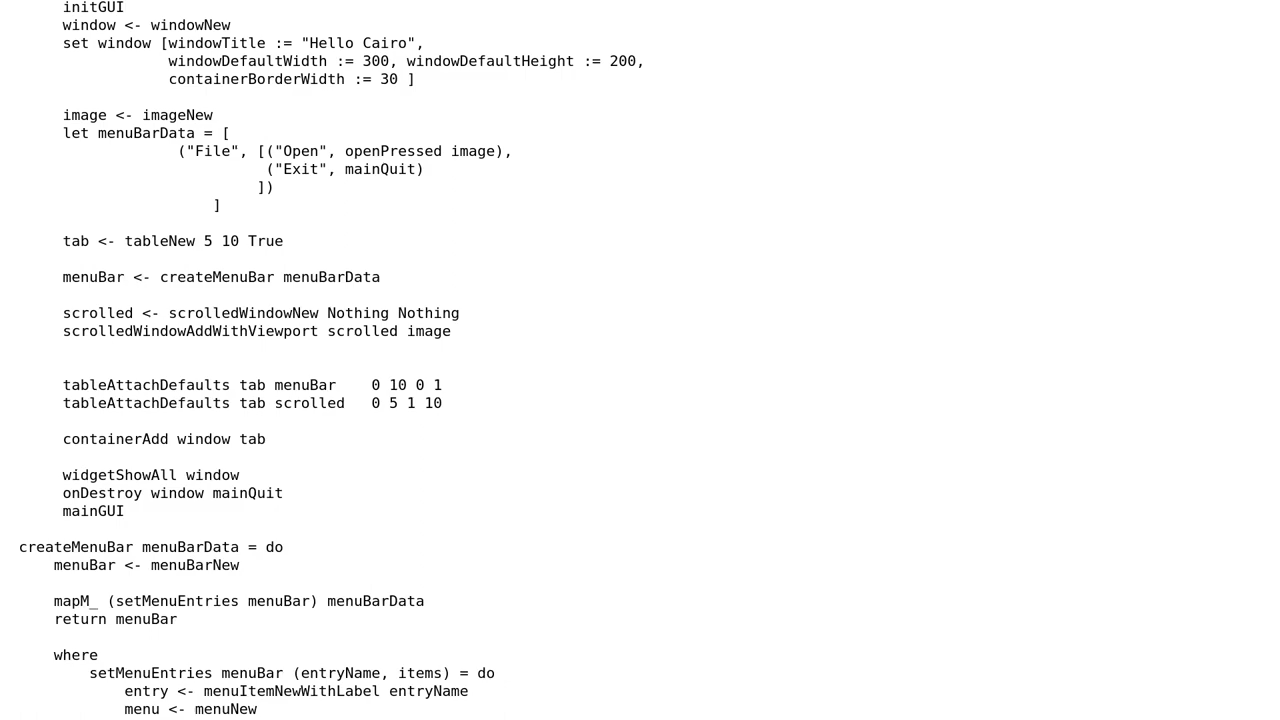 initGUI
window <- windowNew
set window [windowTitle := "Hello Cairo",
windowDefaultWidth := 300, windowDefaultHeight := 200,
containerBorderWidth := 30 ]
image <- imageNew
let menuBarData = [
("File", [("Open", openPressed image),
("Exit", mainQuit)
])
]
tab <- tableNew 5 10 True
menuBar <- createMenuBar menuBarData
scrolled <- scrolledWindowNew Nothing Nothing
scrolledWindowAddWithViewport scrolled image
tableAttachDefaults tab menuBar    0 10 0 1
tableAttachDefaults tab scrolled   0 5 1 10
containerAdd window tab
widgetShowAll window
onDestroy window mainQuit
mainGUI
createMenuBar menuBarData = do
menuBar <- menuBarNew
mapM_ (setMenuEntries menuBar) menuBarData
return menuBar
where
setMenuEntries menuBar (entryName, items) = do
entry <- menuItemNewWithLabel entryName
menu <- menuNew